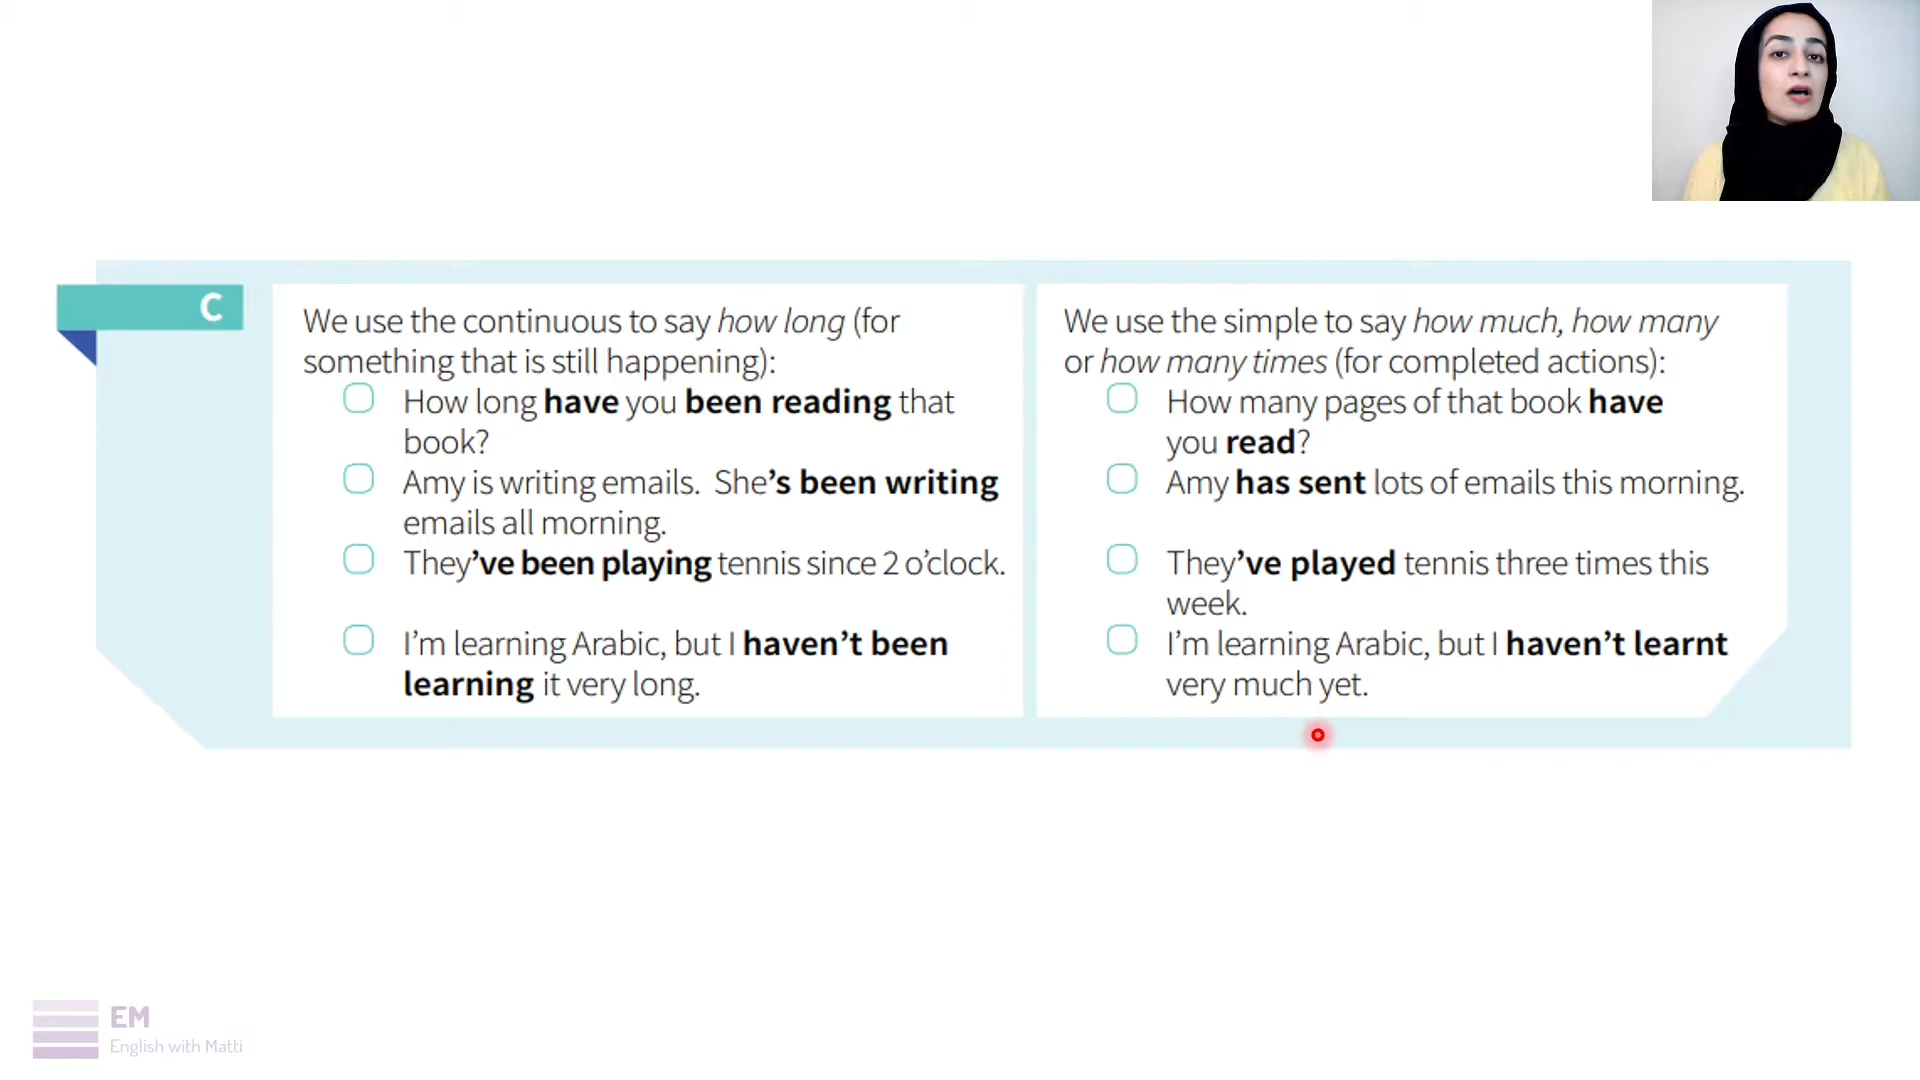 C
We use the continuous to say how long (for
something that is still happening):
How long have you been reading that
book?
Amy is writing emails. She's been writing
emails all morning.
They've been playing tennis since 2 o'clock.
I'm learning Arabic, but I haven't been
learning it very long.
We use the simple to say how much, how many
or how many times (for completed actions):
How many pages of that book have
you read?
Amy has sent lots of emails this morning.
They've played tennis three times this
week.
I'm learning Arabic, but I haven't learnt
very much yet.
EM
English with Matti